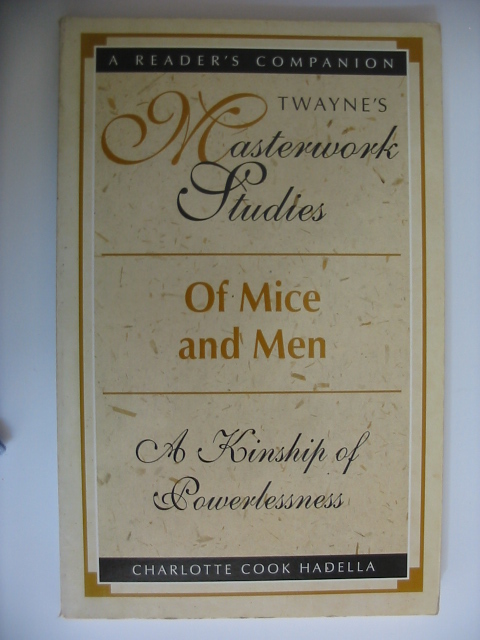 A READER'S COMPANION
TWAYNE'S
Masterwork
Studies
Of Mice
and Men
A Kinship of
Powerlessness
CHARLOTTE COOK HADELLA